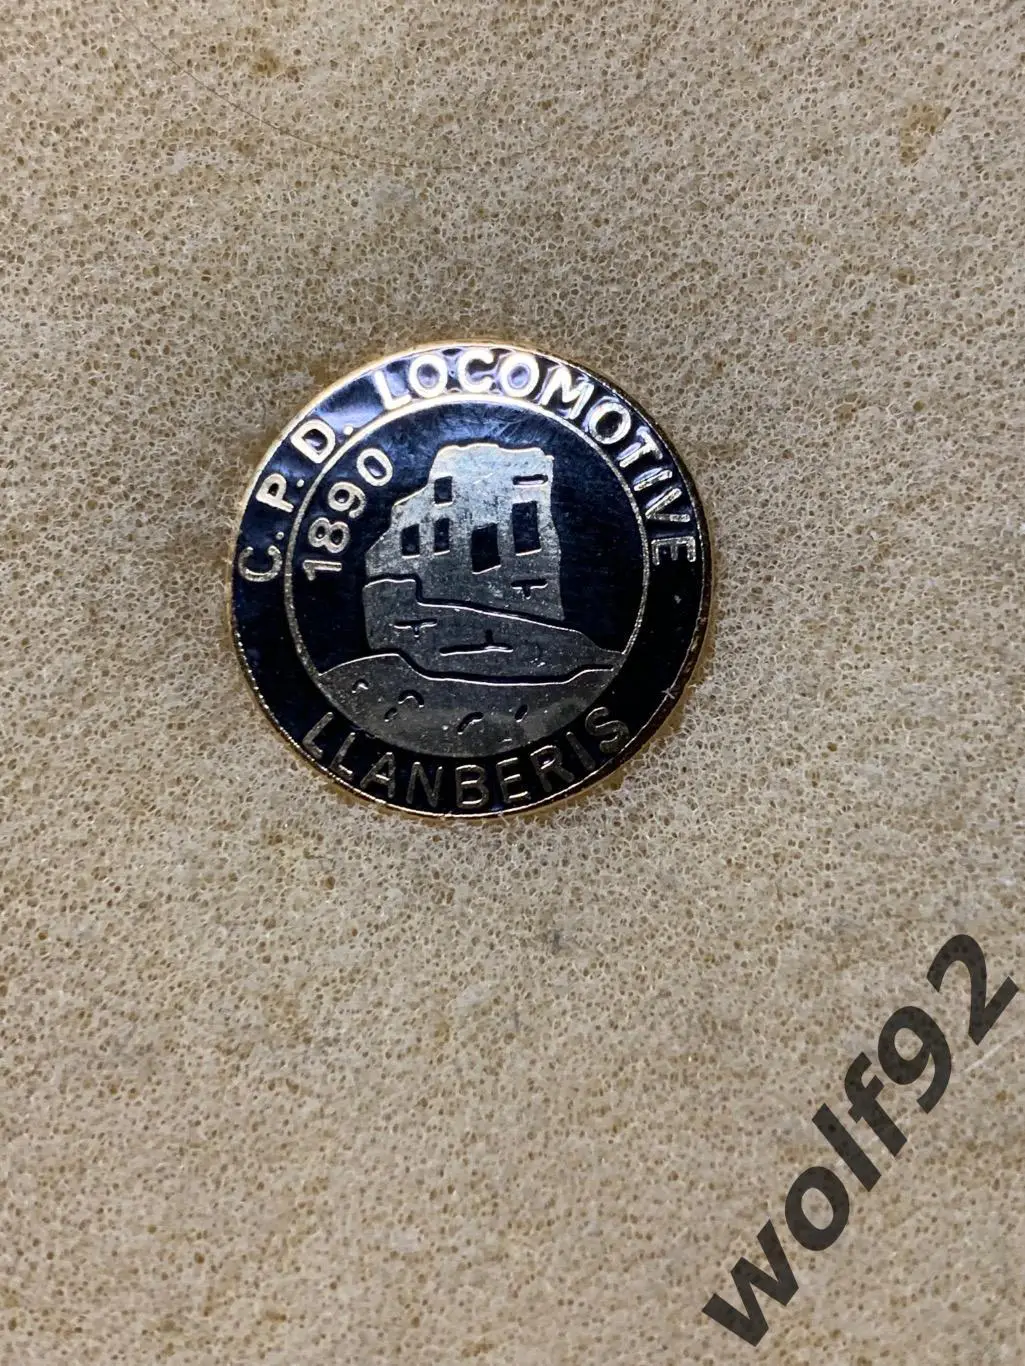 C.P.D. LOCOMOTIVE
1890
LLANBERIS
wolf92